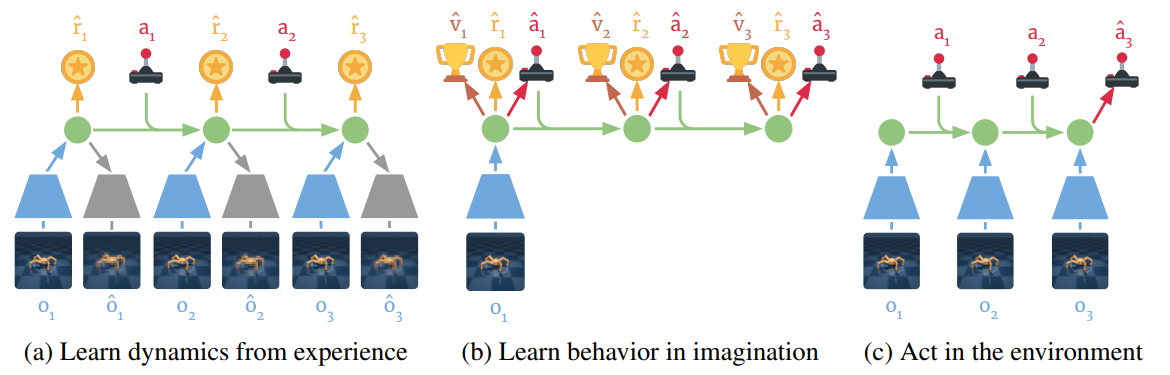 r̂₁ a₁ r̂₂ a₂ r̂₃
o₁ ô₁ o₂ ô₂ o₃ ô₃
(a) Learn dynamics from experience
v̂₁ r̂₁ â₁ v̂₂ r̂₂ â₂ v̂₃ r̂₃ â₃
o₁
(b) Learn behavior in imagination
a₁ a₂ â₃
o₁ o₂ o₃
(c) Act in the environment